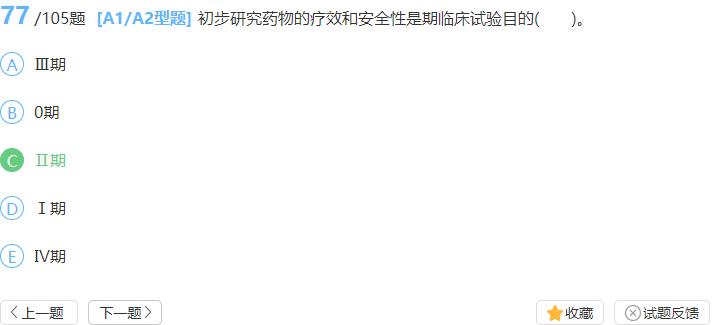 77 /105题 [A1/A2型题] 初步研究药物的疗效和安全性是期临床试验目的(　　)。
A Ⅲ期
B 0期
C Ⅱ期
D Ⅰ期
E Ⅳ期
上一题 下一题 收藏 试题反馈